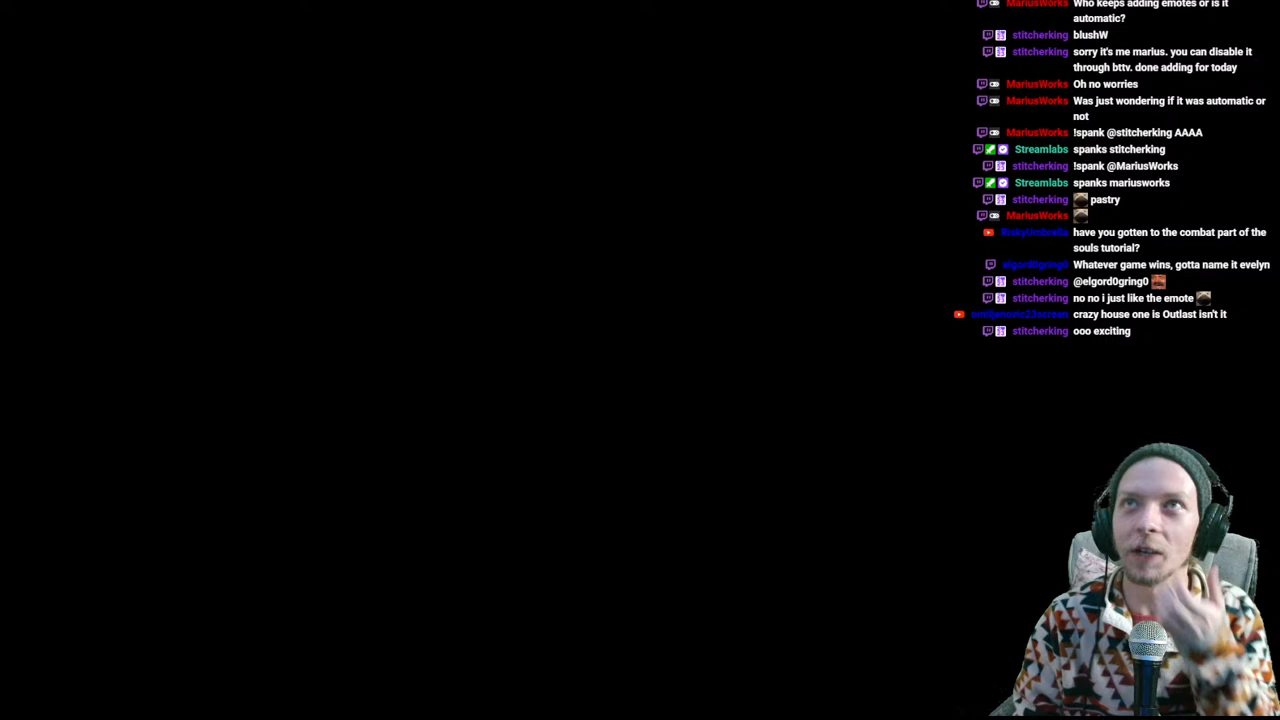 MariusWorks Who keeps adding emotes or is it
automatic?
stitcherking blushW
stitcherking sorry it's me marius. you can disable it
through bttv. done adding for today
MariusWorks Oh no worries
MariusWorks Was just wondering if it was automatic or
not
MariusWorks !spank @stitcherking AAAA
Streamlabs spanks stitcherking
stitcherking !spank @MariusWorks
Streamlabs spanks mariusworks
stitcherking pastry
MariusWorks
have you gotten to the combat part of the
souls tutorial?
elgord0gring0 Whatever game wins, gotta name it evelyn
stitcherking @elgord0gring0
stitcherking no no i just like the emote
crazy house one is Outlast isn't it
stitcherking ooo exciting